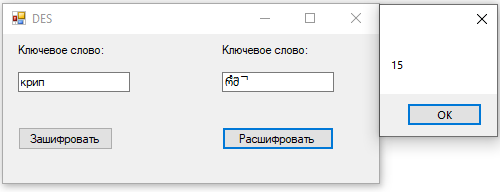 DES
Ключевое слово:
Ключевое слово:
крип
Зашифровать
Расшифровать
15
OK